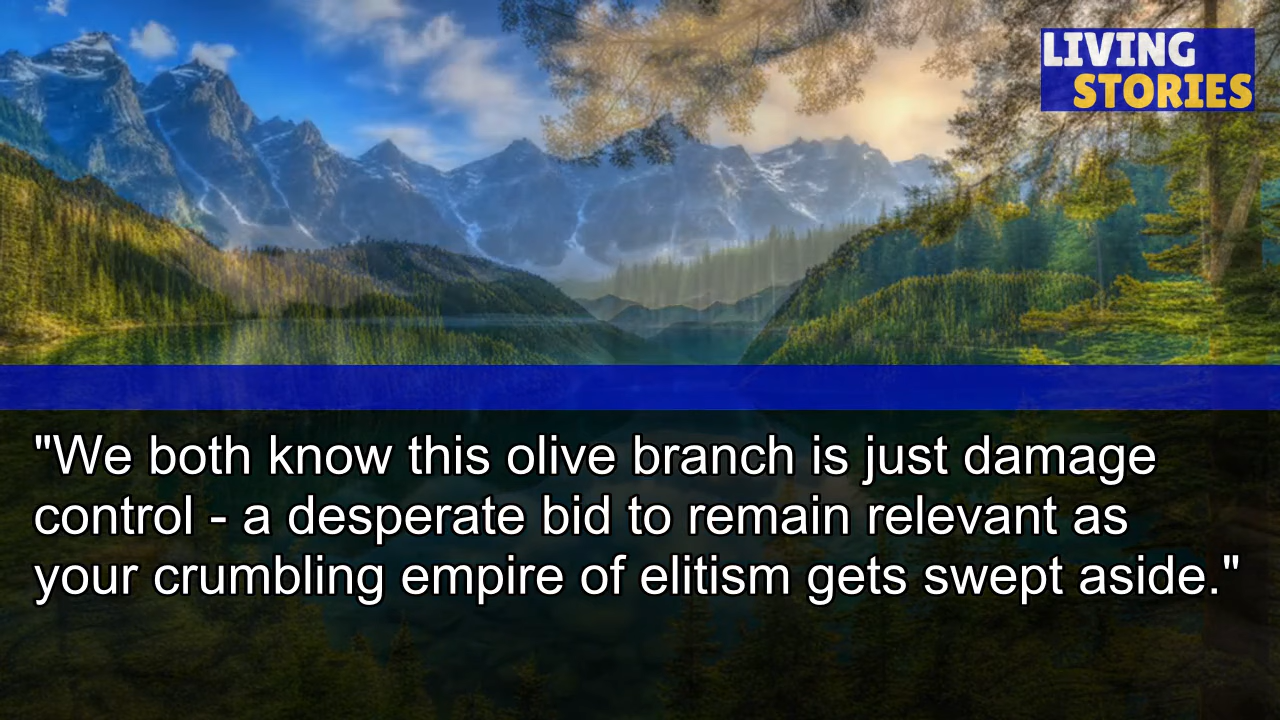 LIVING
STORIES
"We both know this olive branch is just damage
control - a desperate bid to remain relevant as
your crumbling empire of elitism gets swept aside."